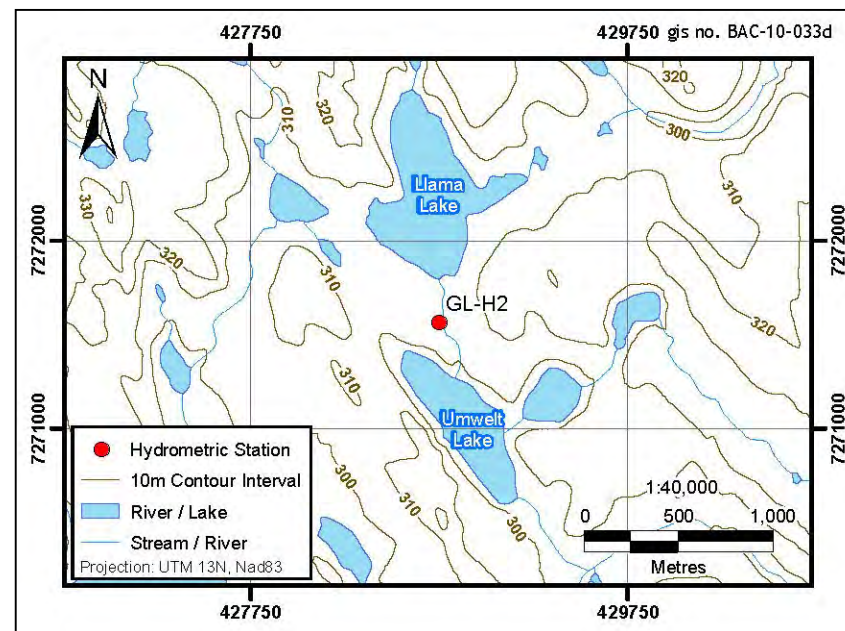 427750
429750
gis no. BAC-10-033d
N
320
310
320
300
310
330
320
310
320
310
300
310
300
Llama
Lake
7272000
7272000
GL-H2
Umwelt
Lake
7271000
7271000
Hydrometric Station
10m Contour Interval
River / Lake
Stream / River
Projection: UTM 13N, Nad83
1:40,000
0 500 1,000
Metres
427750
429750